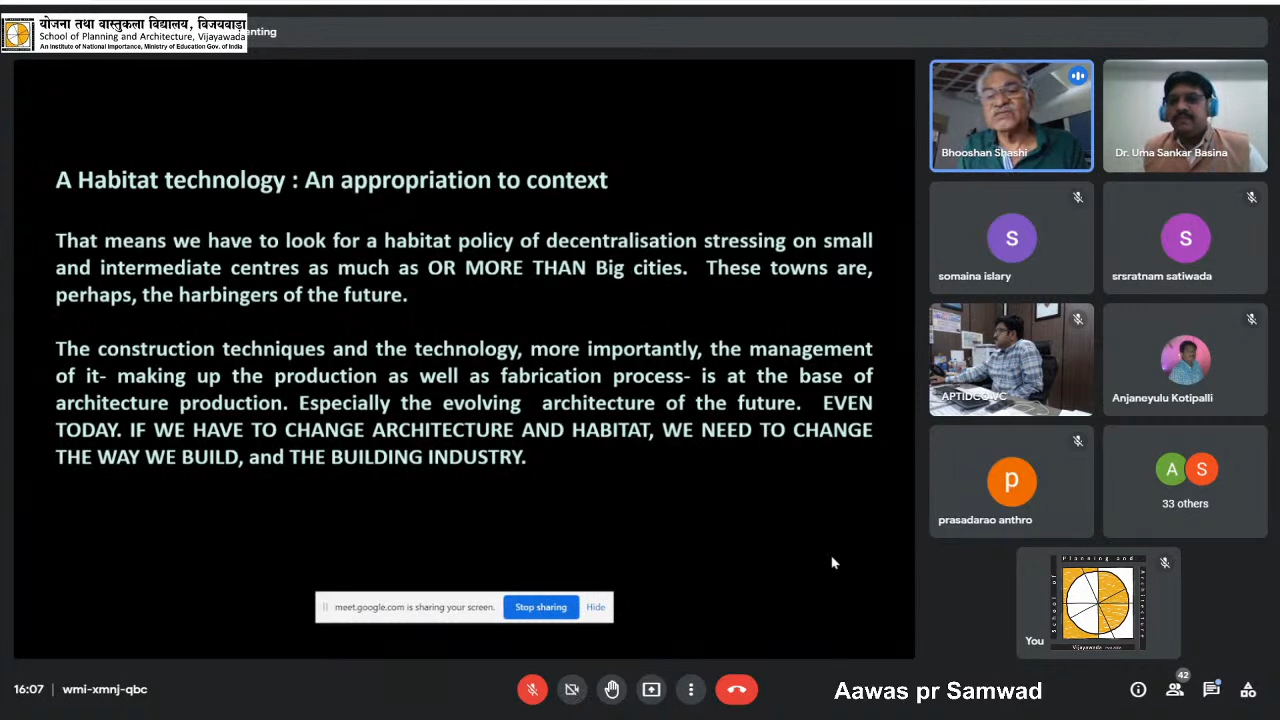 योजना तथा वास्तुकला विद्यालय, विजयवाड़ा
School of Planning and Architecture, Vijayawada
An Institute of National Importance, Ministry of Education Gov. of India
enting
A Habitat technology : An appropriation to context
That means we have to look for a habitat policy of decentralisation stressing on small
and intermediate centres as much as OR MORE THAN Big cities. These towns are,
perhaps, the harbingers of the future.
The construction techniques and the technology, more importantly, the management
of it- making up the production as well as fabrication process- is at the base of
architecture production. Especially the evolving architecture of the future. EVEN
TODAY. IF WE HAVE TO CHANGE ARCHITECTURE AND HABITAT, WE NEED TO CHANGE
THE WAY WE BUILD, and THE BUILDING INDUSTRY.
meet.google.com is sharing your screen.
Stop sharing
Hide
Bhooshan Shashi
Dr. Uma Sankar Basina
S
somaina islary
S
srsratnam satiwada
APTIDCOVC
Anjaneyulu Kotipalli
p
prasadarao anthro
A
S
33 others
Planning and
School of
Architecture
Vijayawada
You
16:07
wmi-xmnj-qbc
Aawas pr Samwad
42